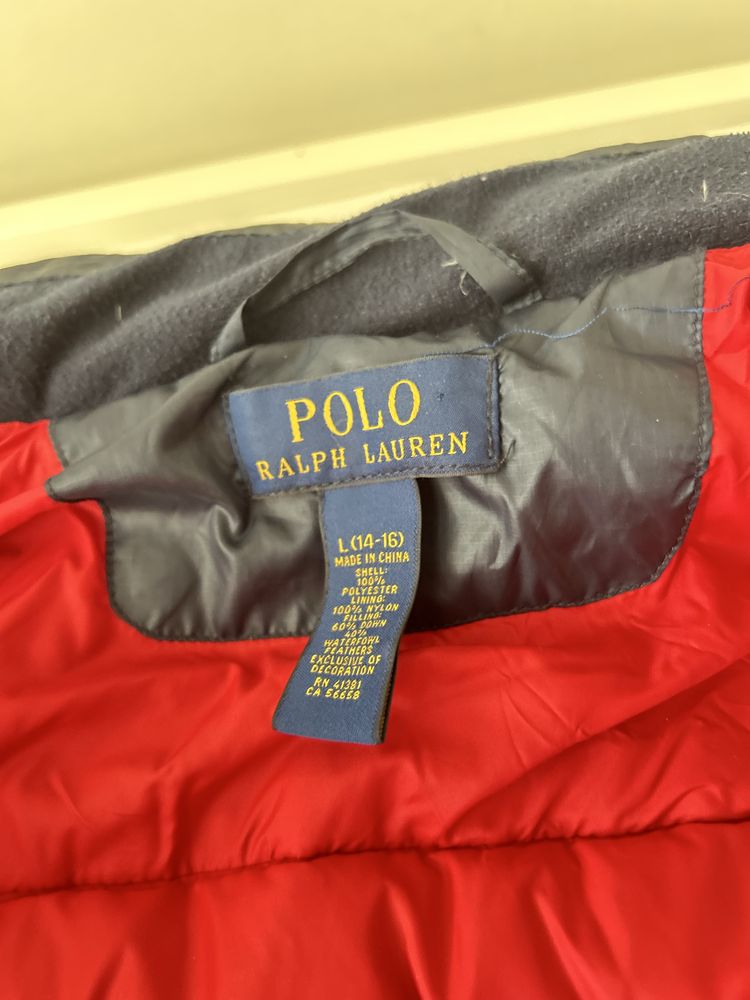 POLO
RALPH LAUREN
L (14-16)
MADE IN CHINA
SHELL:
100%
POLYESTER
LINING:
100% NYLON
FILLING:
60% DOWN
40%
WATERFOWL
FEATHERS
EXCLUSIVE OF
DECORATION
RN 41381
CA 56658